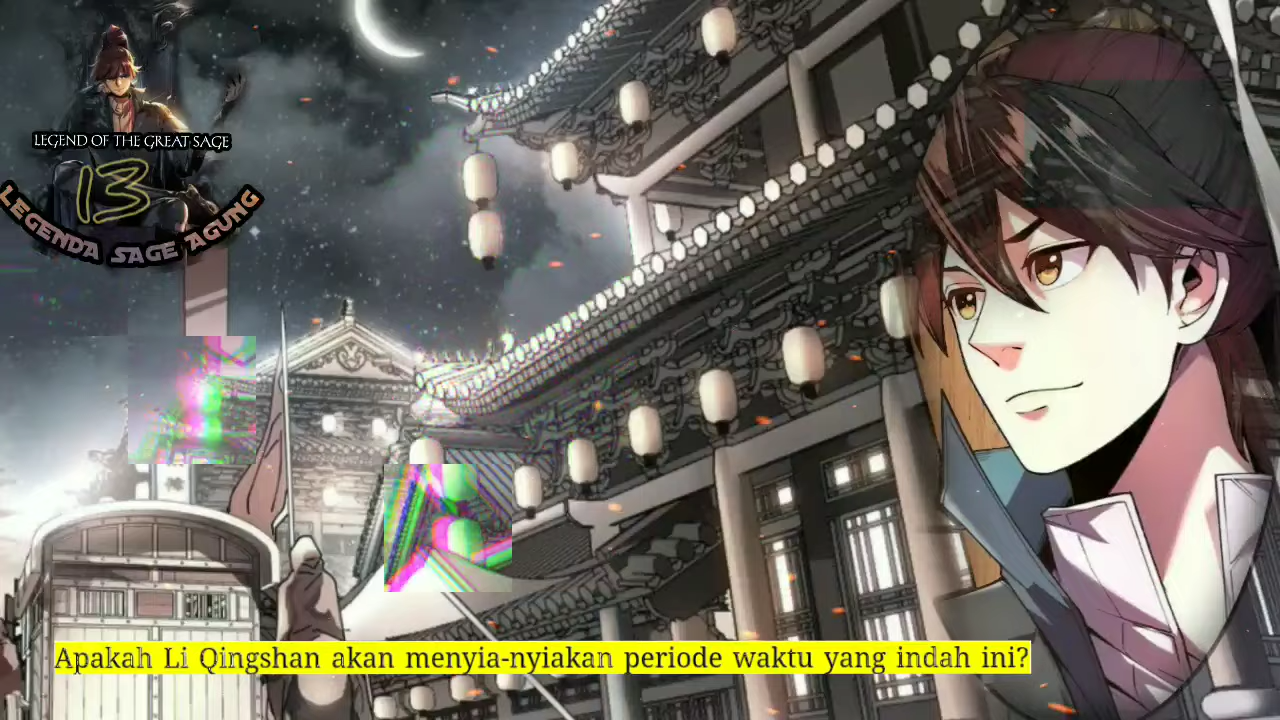 LEGEND OF THE GREAT SAGE
13
LEGENDA SAGE AGUNG
Apakah Li Qingshan akan menyia-nyiakan periode waktu yang indah ini?